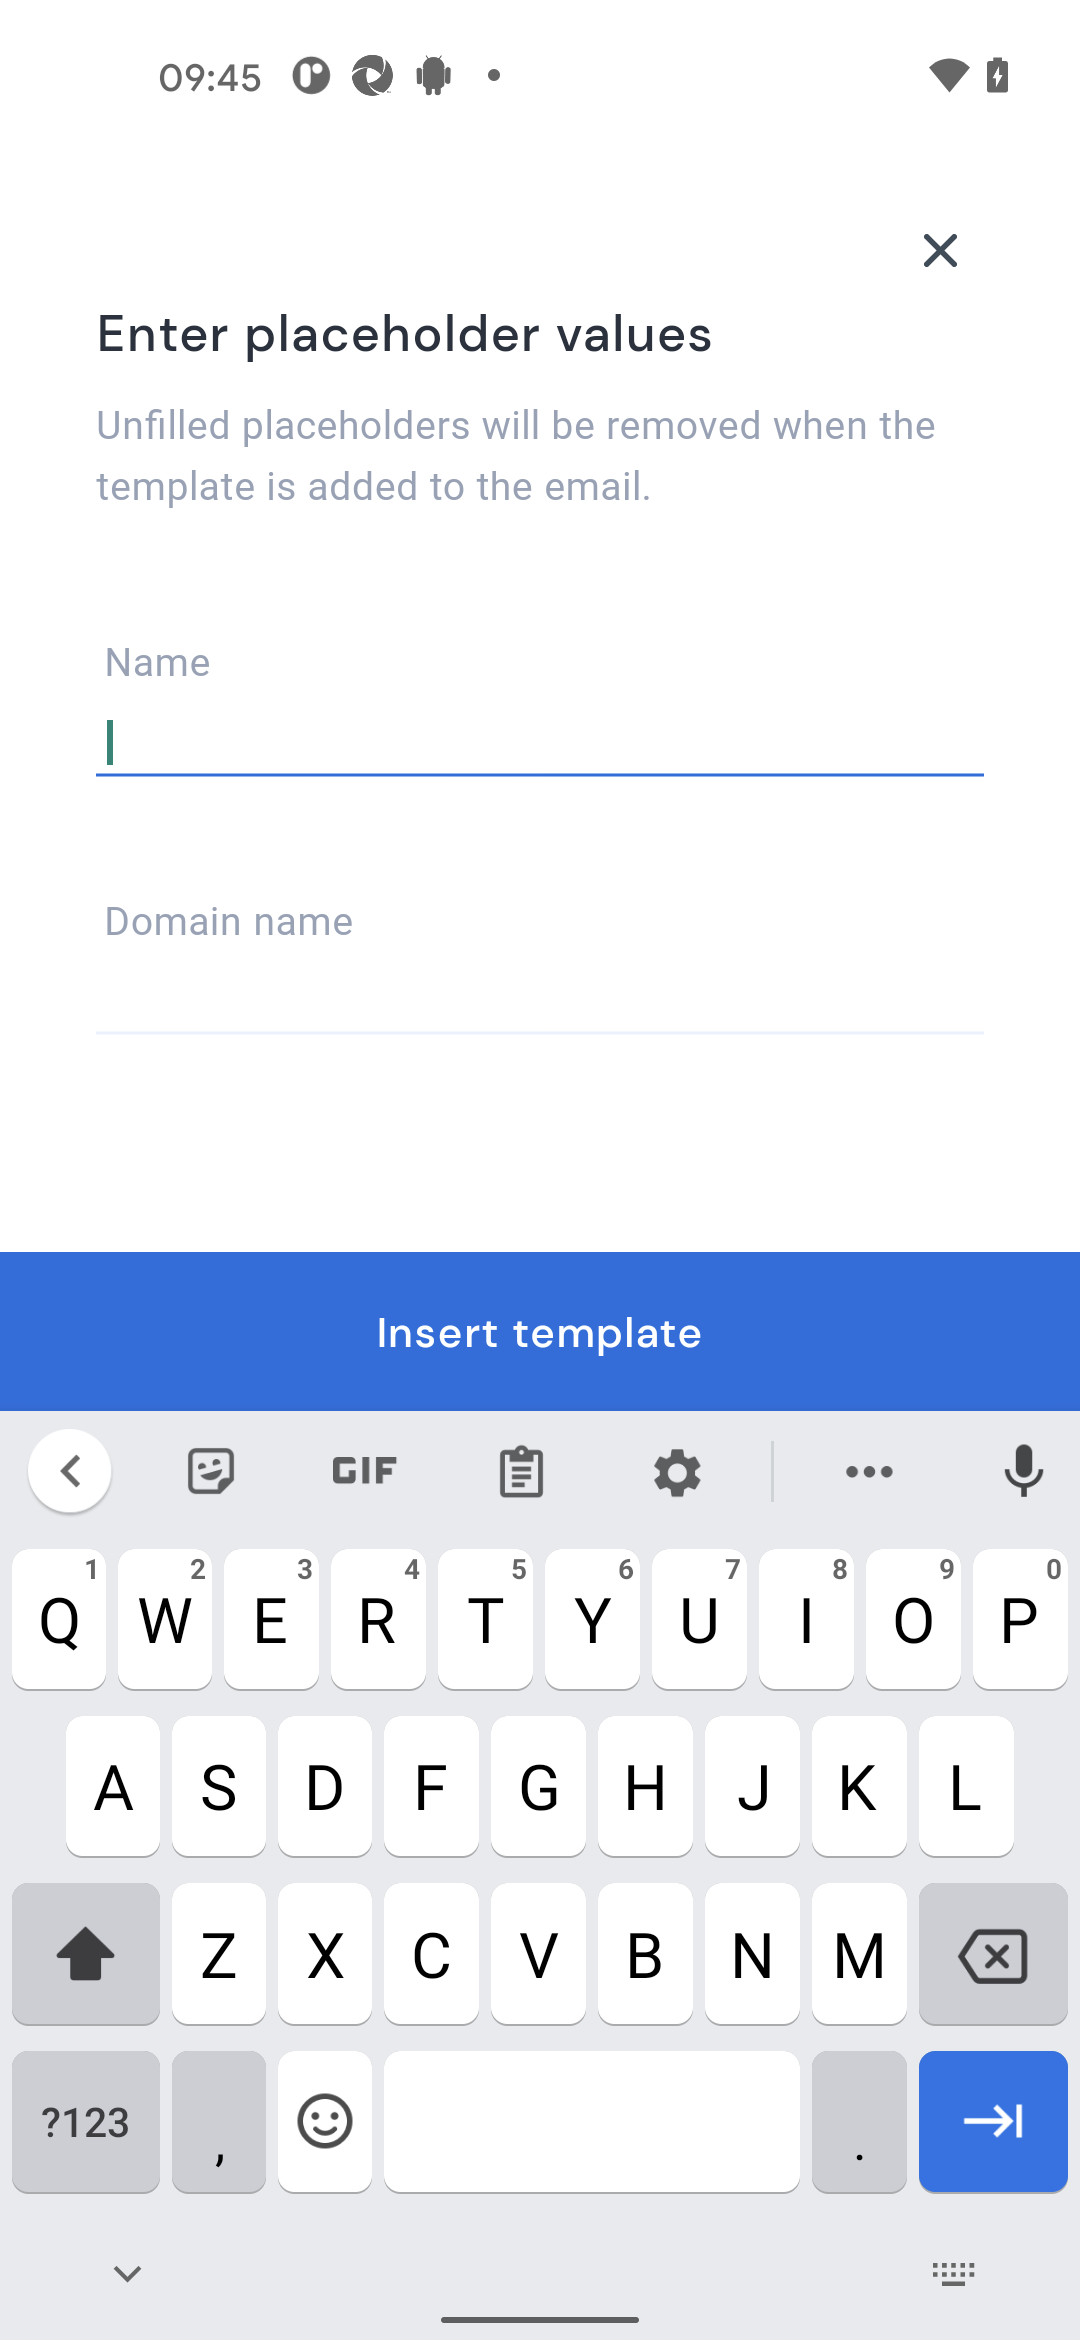 09:45
Enter placeholder values
Unfilled placeholders will be removed when the
template is added to the email.
Name
Domain name
Insert template
GIF
1 2 3 4 5 6 7 8 9 0
Q W E R T Y U I O P
A S D F G H J K L
Z X C V B N M
?123 , .